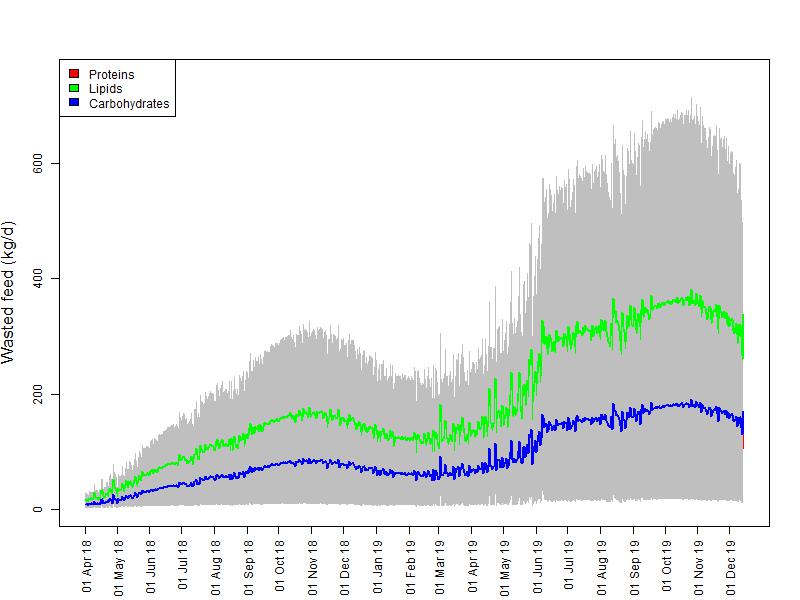 Proteins
Lipids
Carbohydrates
Wasted feed (kg/d)
600
400
200
0
01 Apr 18
01 May 18
01 Jun 18
01 Jul 18
01 Aug 18
01 Sep 18
01 Oct 18
01 Nov 18
01 Dec 18
01 Jan 19
01 Feb 19
01 Mar 19
01 Apr 19
01 May 19
01 Jun 19
01 Jul 19
01 Aug 19
01 Sep 19
01 Oct 19
01 Nov 19
01 Dec 19